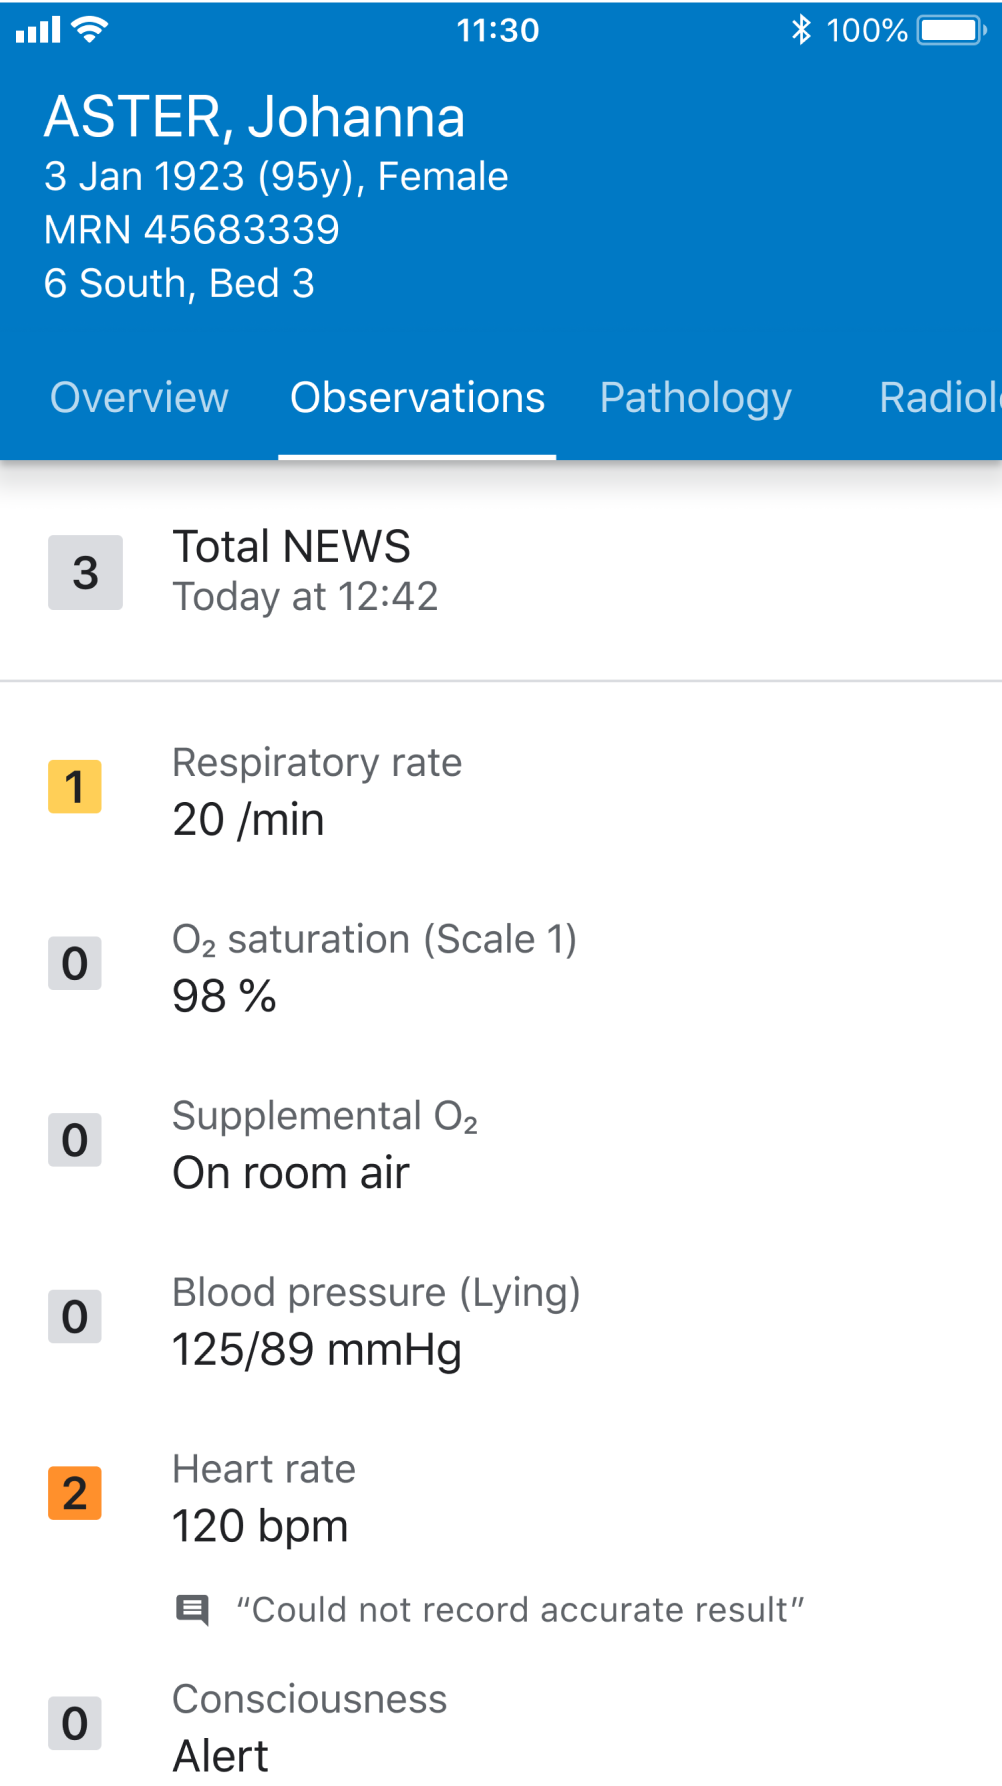 11:30
100%
ASTER, Johanna
3 Jan 1923 (95y), Female
MRN 45683339
6 South, Bed 3
Overview Observations Pathology Radiol
3
Total NEWS
Today at 12:42
1
Respiratory rate
20 /min
0
O₂ saturation (Scale 1)
98 %
0
Supplemental O₂
On room air
0
Blood pressure (Lying)
125/89 mmHg
2
Heart rate
120 bpm
“Could not record accurate result”
0
Consciousness
Alert